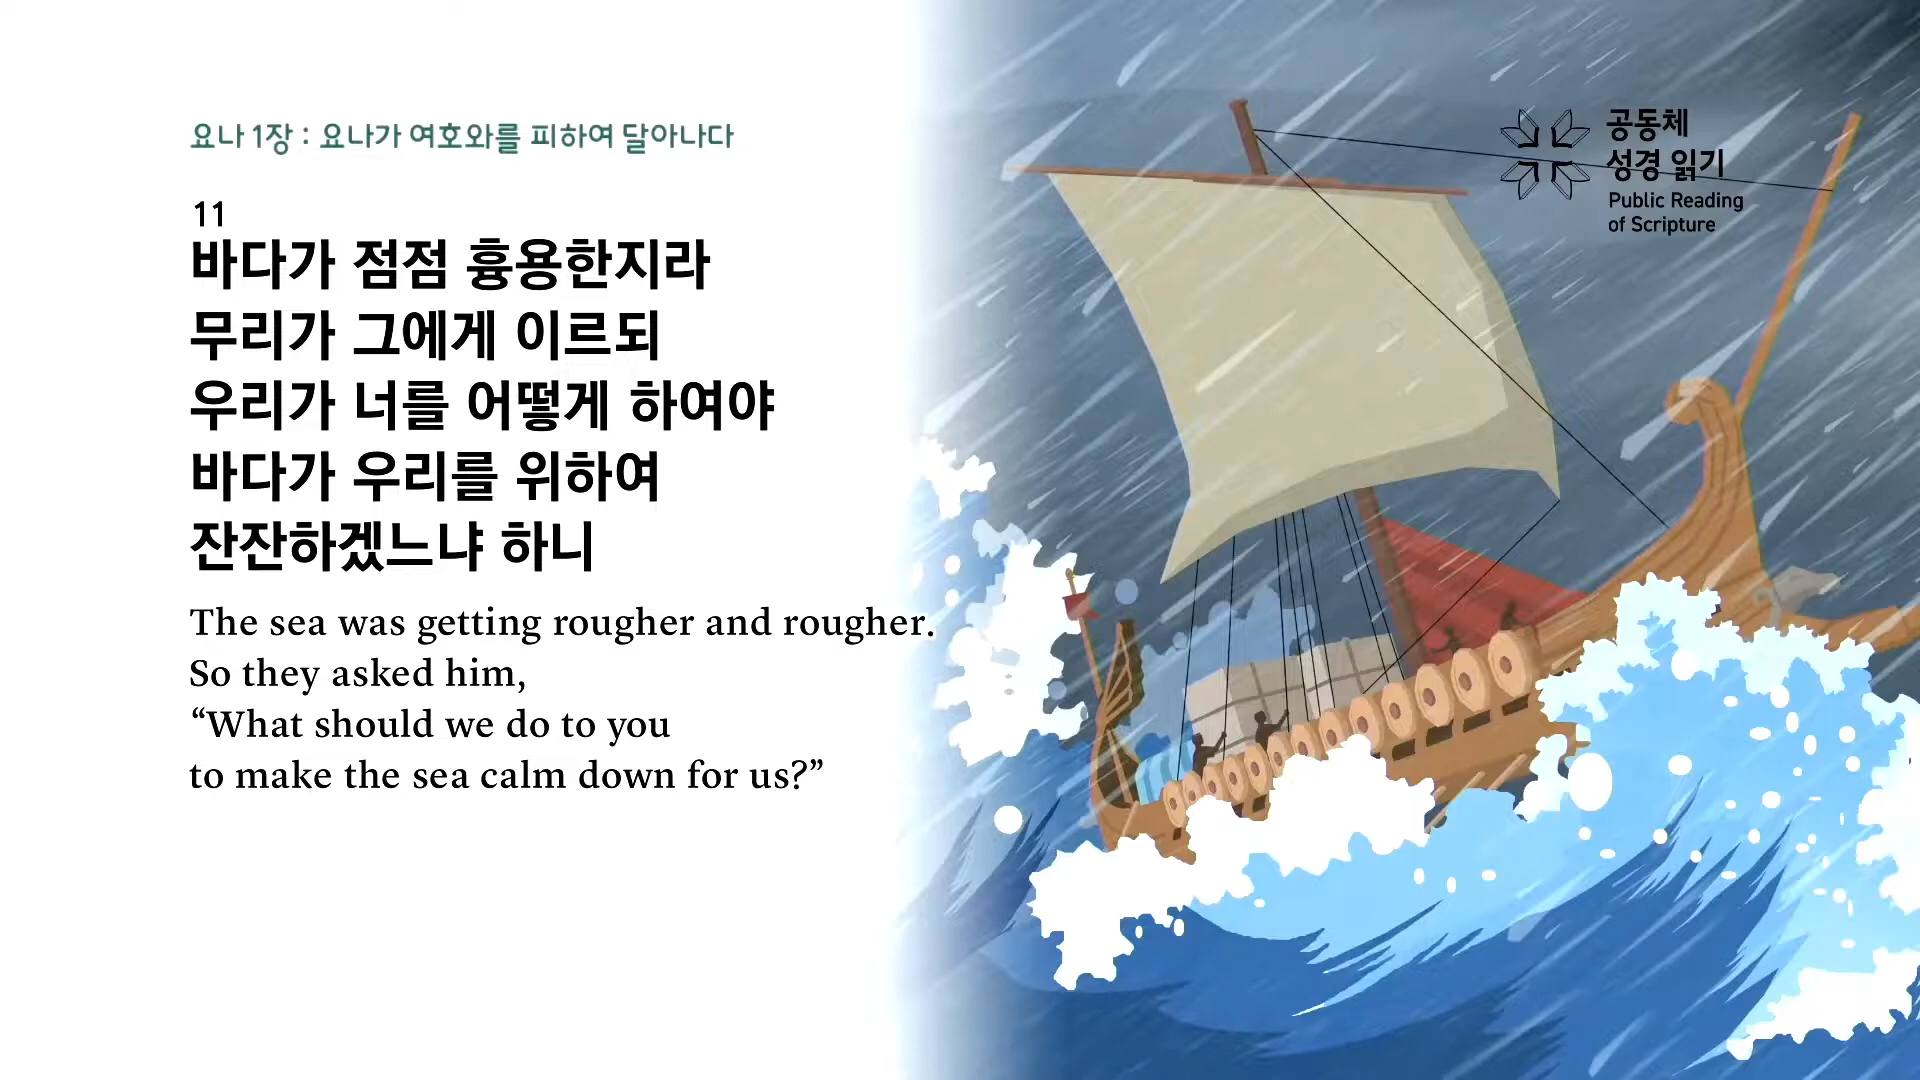 요나 1장 : 요나가 여호와를 피하여 달아나다
11
바다가 점점 흉용한지라
무리가 그에게 이르되
우리가 너를 어떻게 하여야
바다가 우리를 위하여
잔잔하겠느냐 하니
The sea was getting rougher and rougher.
So they asked him,
“What should we do to you
to make the sea calm down for us?”
공동체
성경 읽기
Public Reading
of Scripture